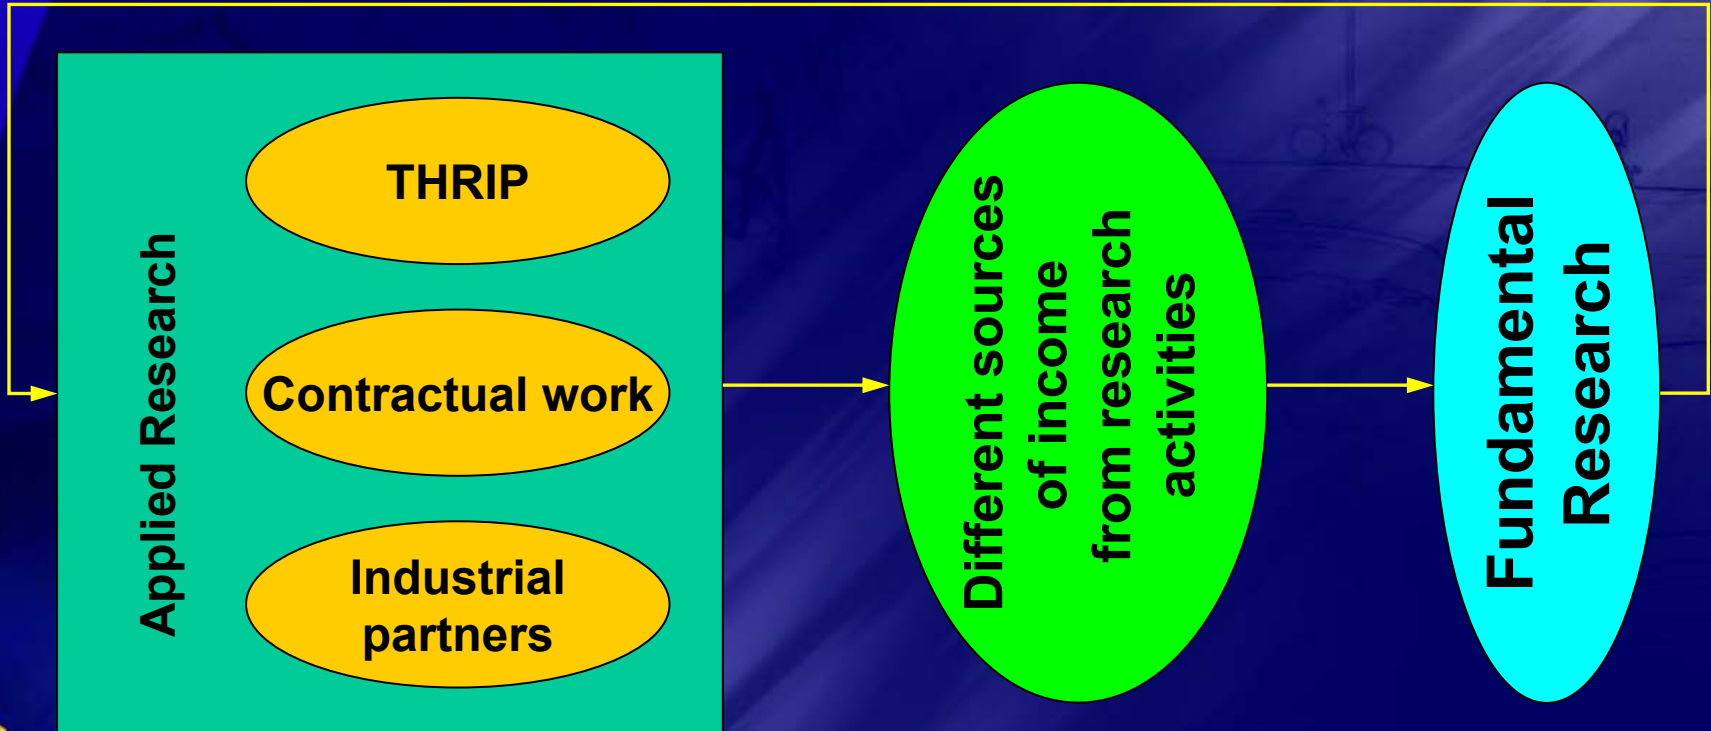 Applied Research
THRIP
Contractual work
Industrial
partners
Different sources
of income
from research
activities
Fundamental
Research